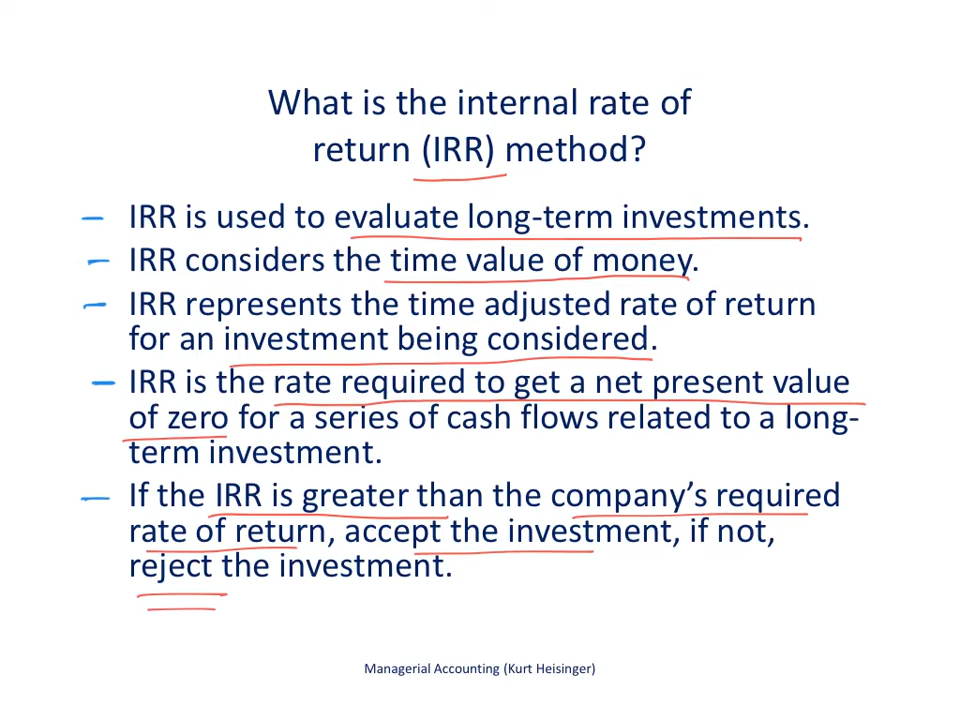 What is the internal rate of
return (IRR) method?
– IRR is used to evaluate long-term investments.
– IRR considers the time value of money.
– IRR represents the time adjusted rate of return
for an investment being considered.
– IRR is the rate required to get a net present value
of zero for a series of cash flows related to a long-
term investment.
– If the IRR is greater than the company’s required
rate of return, accept the investment, if not,
reject the investment.
Managerial Accounting (Kurt Heisinger)